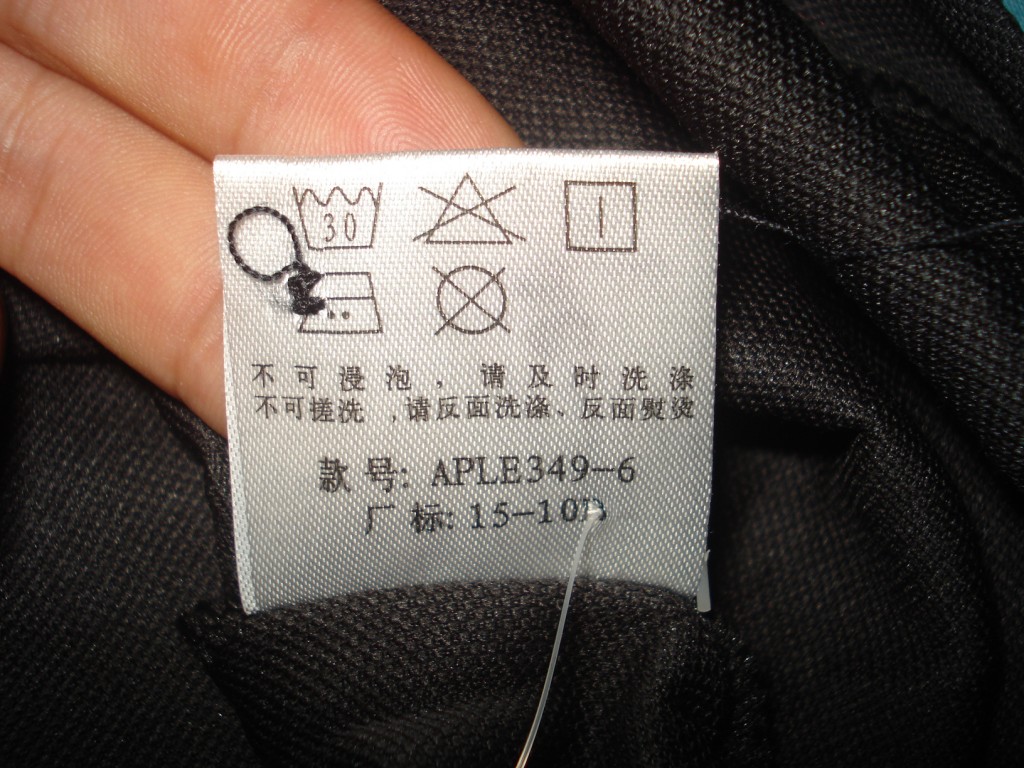 30
不可浸泡，请及时洗涤
不可搓洗,请反面洗涤、反面熨烫
款号: APLE349-6
厂标: 15-10B